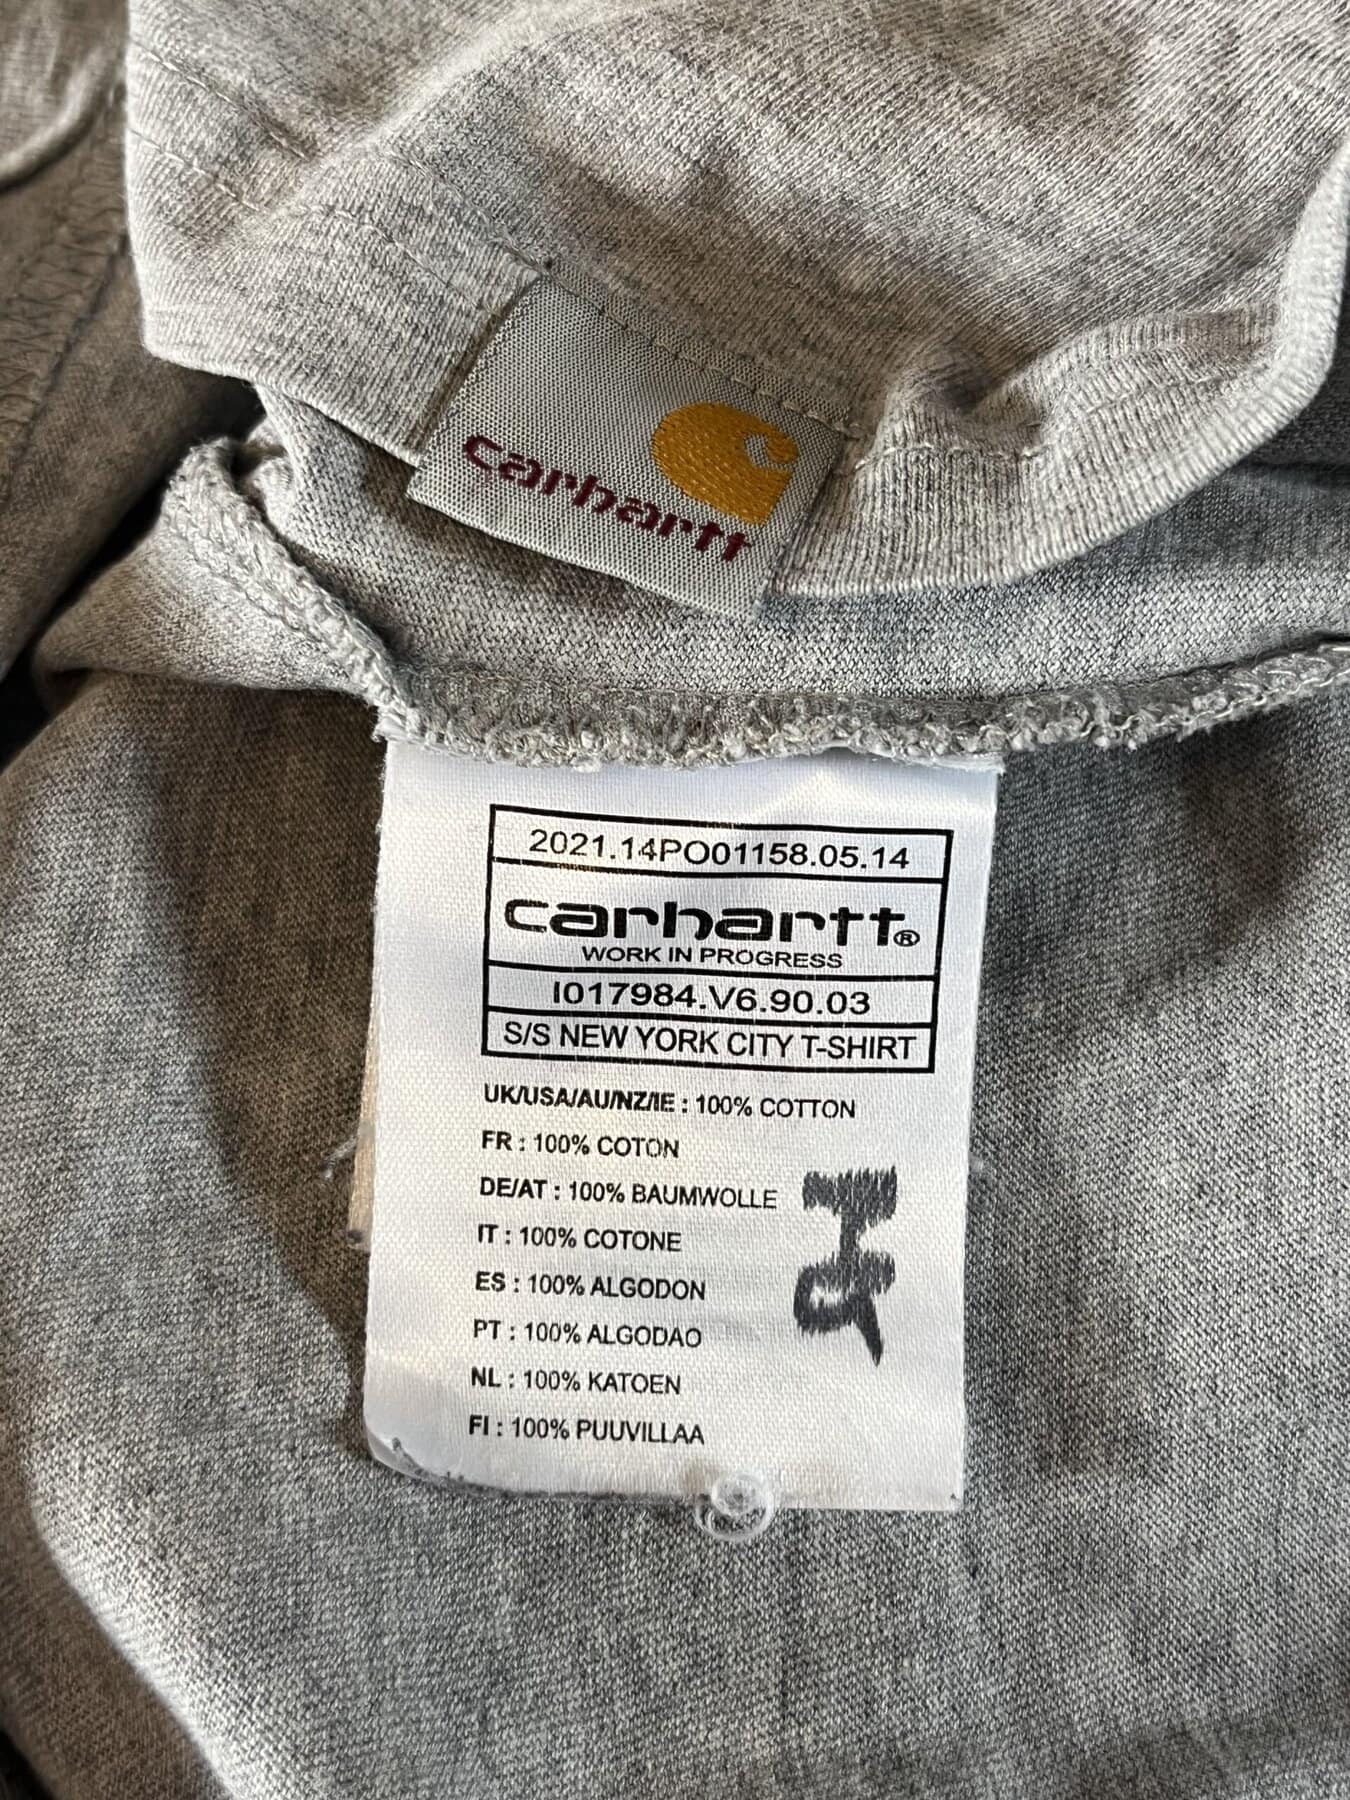 carhartt
2021.14PO01158.05.14
carhartt®
WORK IN PROGRESS
I017984.V6.90.03
S/S NEW YORK CITY T-SHIRT
UK/USA/AU/NZ/IE : 100% COTTON
FR : 100% COTON
DE/AT : 100% BAUMWOLLE
IT : 100% COTONE
ES : 100% ALGODON
PT : 100% ALGODAO
NL : 100% KATOEN
FI : 100% PUUVILLAA